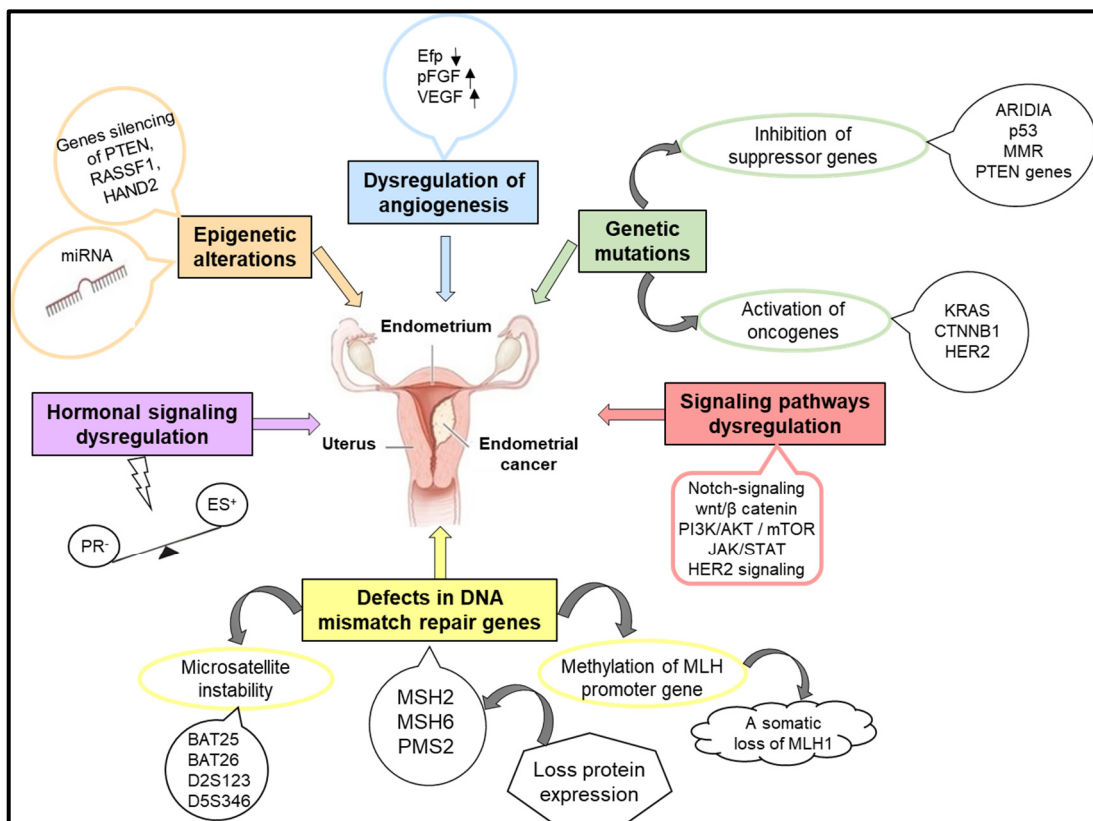 Efp ↓
pFGF ↑
VEGF ↑
Genes silencing
of PTEN,
RASSF1,
HAND2
miRNA
Epigenetic
alterations
Dysregulation of
angiogenesis
Genetic
mutations
Inhibition of
suppressor genes
ARIDIA
p53
MMR
PTEN genes
Activation of
oncogenes
KRAS
CTNNB1
HER2
Endometrium
Uterus
Endometrial
cancer
Hormonal signaling
dysregulation
ES⁺
PR⁻
Signaling pathways
dysregulation
Notch-signaling
wnt/β catenin
PI3K/AKT / mTOR
JAK/STAT
HER2 signaling
Defects in DNA
mismatch repair genes
Microsatellite
instability
BAT25
BAT26
D2S123
D5S346
MSH2
MSH6
PMS2
Loss protein
expression
Methylation of MLH
promoter gene
A somatic
loss of MLH1